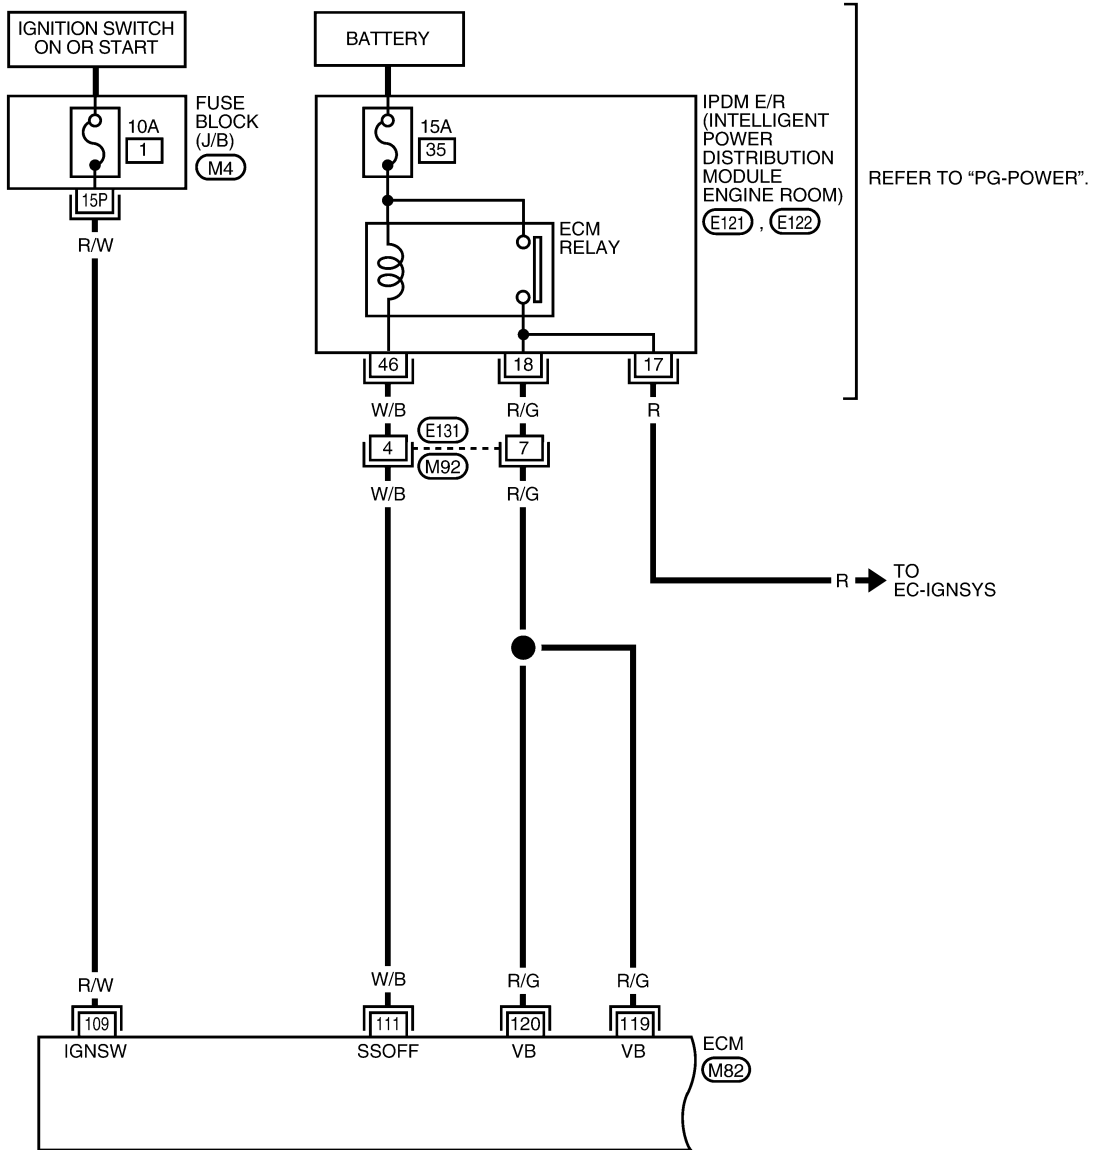 IGNITION SWITCH
ON OR START
BATTERY
FUSE
BLOCK
(J/B)
M4
10A
1
15P
R/W
15A
35
IPDM E/R
(INTELLIGENT
POWER
DISTRIBUTION
MODULE
ENGINE ROOM)
E121 , E122
REFER TO “PG-POWER”.
ECM
RELAY
46
18
17
W/B
R/G
R
4
E131
M92
7
W/B
R/G
R
TO
EC-IGNSYS
R/W
W/B
R/G
R/G
109
111
120
119
IGNSW
SSOFF
VB
VB
ECM
M82